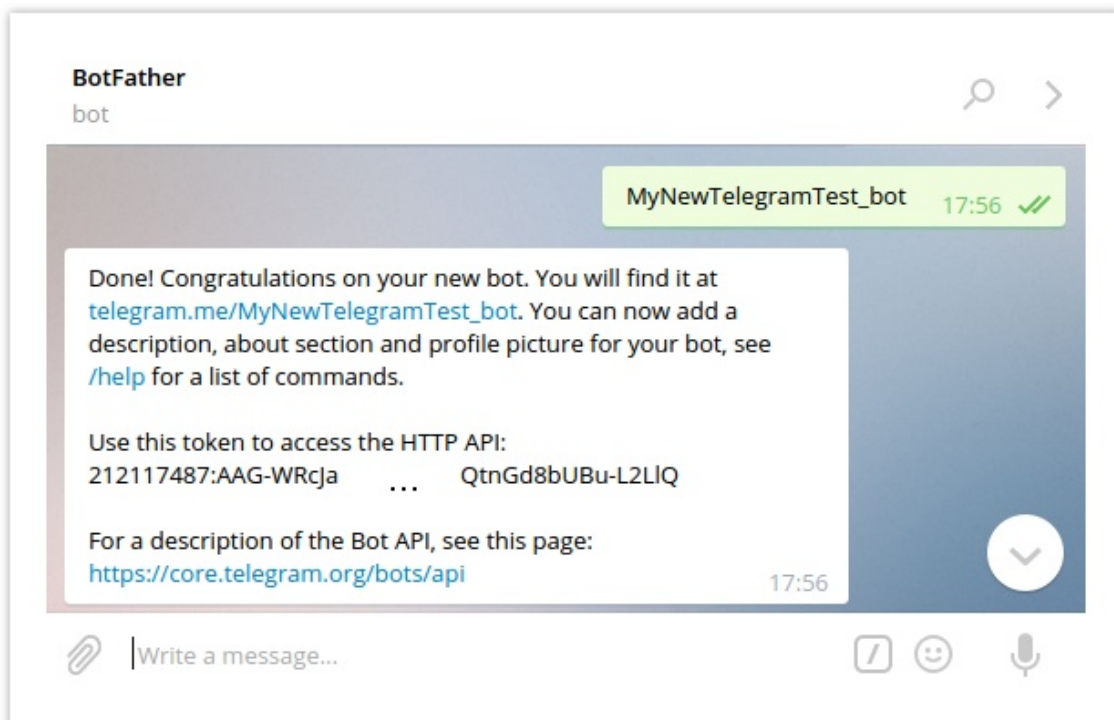 BotFather
bot
MyNewTelegramTest_bot 17:56
Done! Congratulations on your new bot. You will find it at
telegram.me/MyNewTelegramTest_bot. You can now add a
description, about section and profile picture for your bot, see
/help for a list of commands.
Use this token to access the HTTP API:
212117487:AAG-WRcJa ... QtnGd8bUBu-L2LlQ
For a description of the Bot API, see this page:
https://core.telegram.org/bots/api
17:56
Write a message...